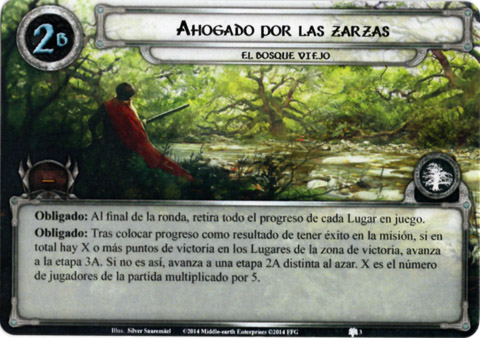 2B
Ahogado por las zarzas
El Bosque Viejo
Obligado: Al final de la ronda, retira todo el progreso de cada Lugar en juego.
Obligado: Tras colocar progreso como resultado de tener éxito en la misión, si en
total hay X o más puntos de victoria en los Lugares de la zona de victoria, avanza
a la etapa 3A. Si no es así, avanza a una etapa 2A distinta al azar. X es el número
de jugadores de la partida multiplicado por 5.
Illus. Silver Saaremäel ©2014 Middle-earth Enterprises ©2014 FFG 3